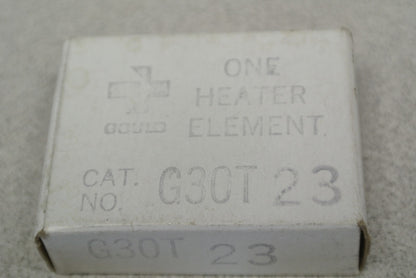 ONE
HEATER
ELEMENT.
GOULD
CAT. NO. G30T 23
G30T 23